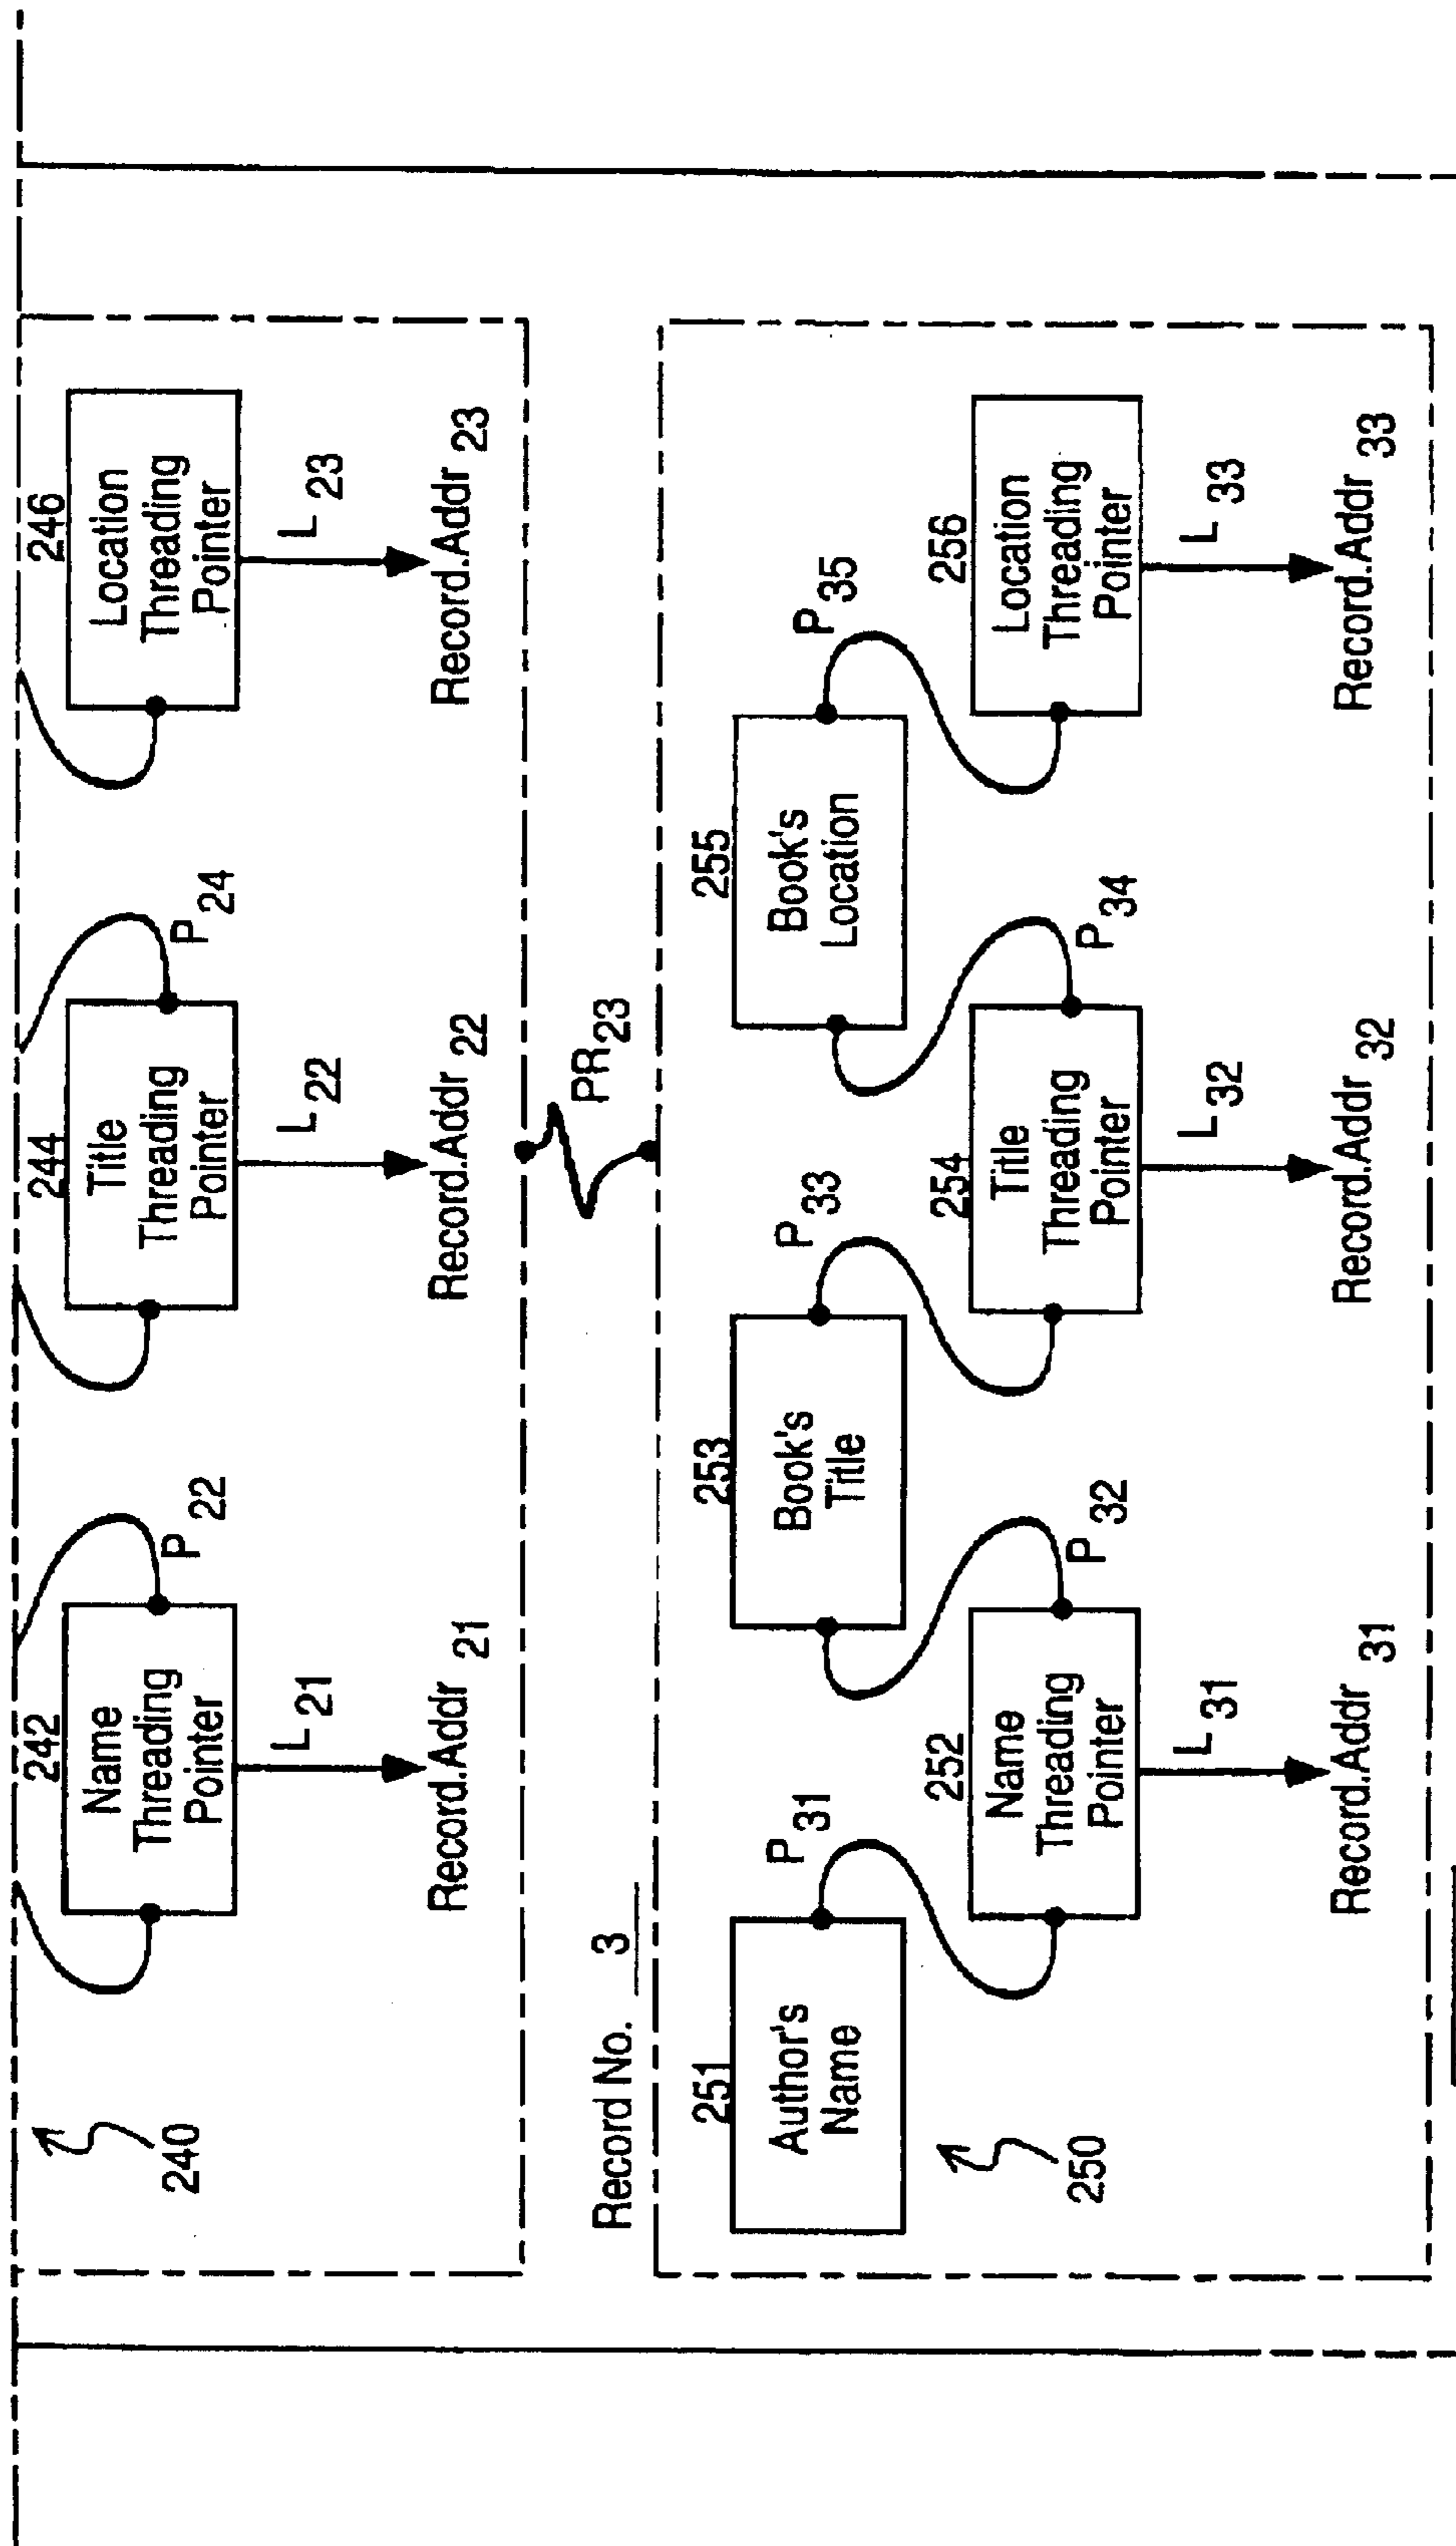 242
Name
Threading
Pointer
P 22
L 21
Record.Addr 21
244
Title
Threading
Pointer
P 24
L 22
Record.Addr 22
246
Location
Threading
Pointer
L 23
Record.Addr 23
240
PR 23
Record No. 3
251
Author's
Name
P 31
253
Book's
Title
P 33
255
Book's
Location
P 35
252
Name
Threading
Pointer
P 32
L 31
Record.Addr 31
254
Title
Threading
Pointer
P 34
L 32
Record.Addr 32
256
Location
Threading
Pointer
L 33
Record.Addr 33
250